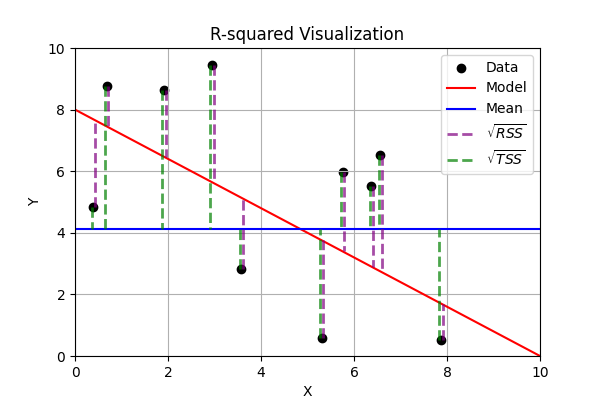 R-squared Visualization
10
8
6
4
2
0
Y
0 2 4 6 8 10
X
Data
Model
Mean
√RSS
√TSS